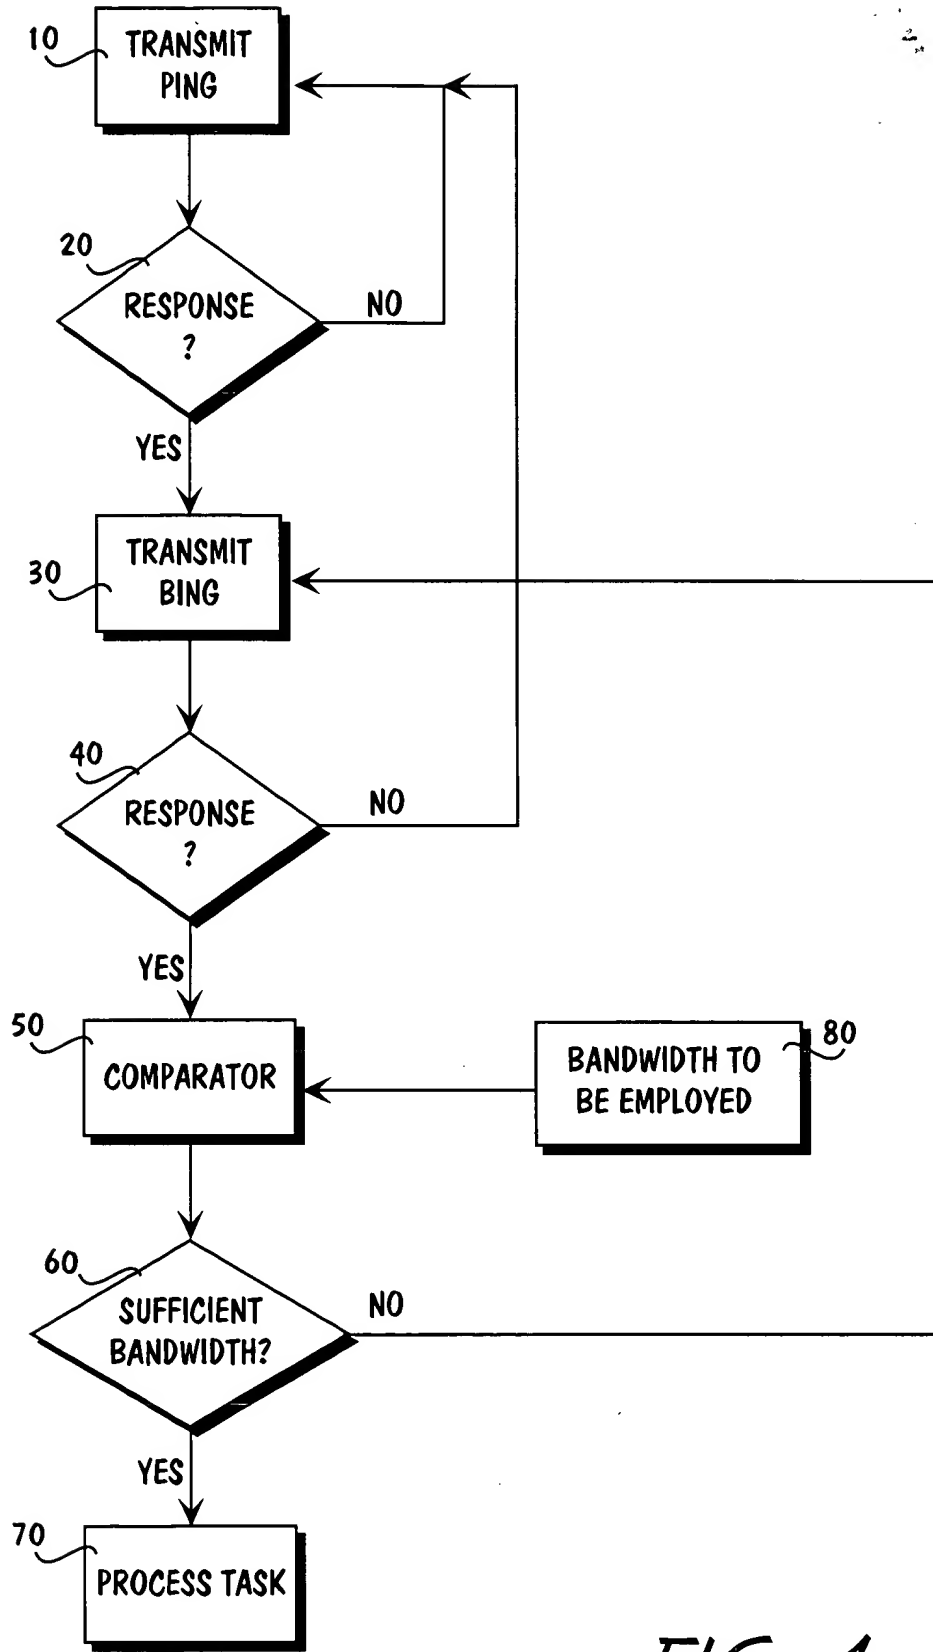 10
TRANSMIT
PING
20
RESPONSE
?
NO
YES
30
TRANSMIT
BING
40
RESPONSE
?
NO
YES
50
COMPARATOR
80
BANDWIDTH TO
BE EMPLOYED
60
SUFFICIENT
BANDWIDTH?
NO
YES
70
PROCESS TASK